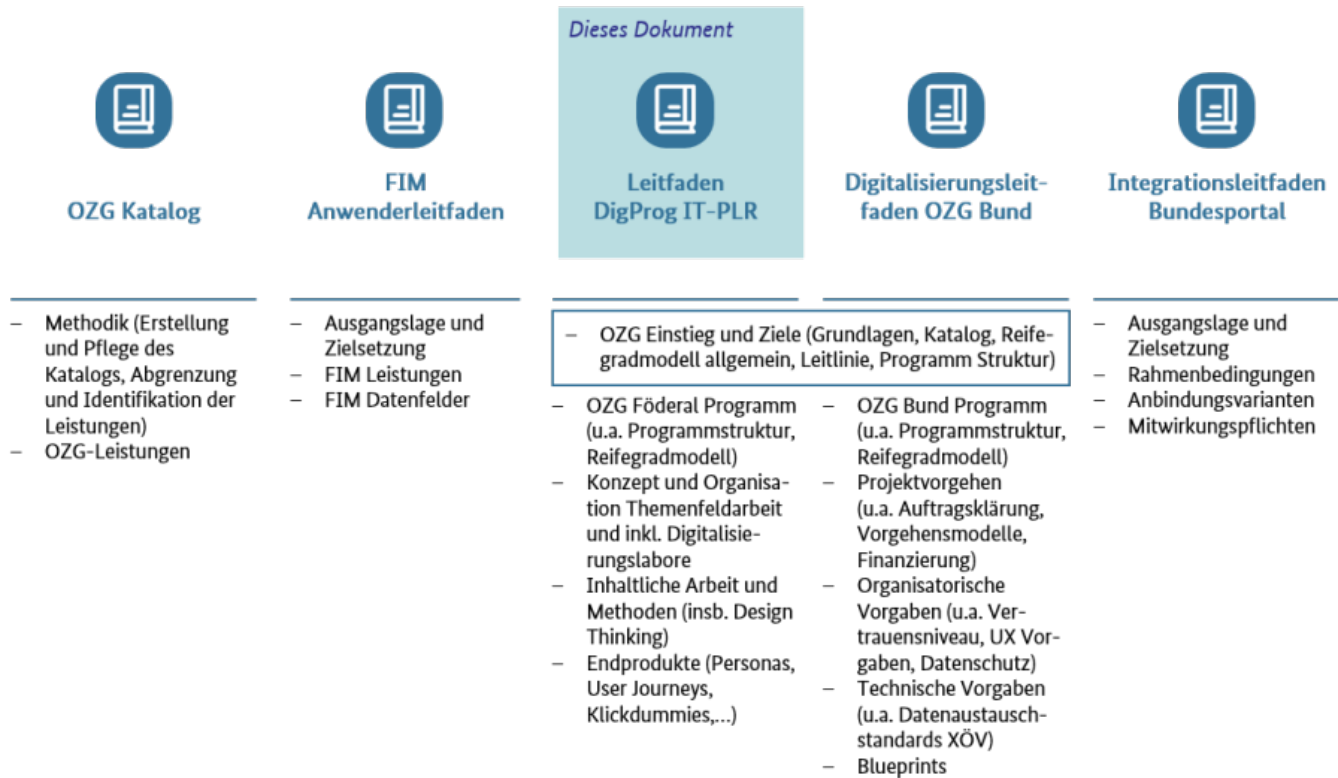 Dieses Dokument
OZG Katalog
FIM
Anwenderleitfaden
Leitfaden
DigProg IT-PLR
Digitalisierungsleit-
faden OZG Bund
Integrationsleitfaden
Bundesportal
– Methodik (Erstellung
und Pflege des
Katalogs, Abgrenzung
und Identifikation der
Leistungen)
– OZG-Leistungen
– Ausgangslage und
Zielsetzung
– FIM Leistungen
– FIM Datenfelder
– OZG Einstieg und Ziele (Grundlagen, Katalog, Reife-
gradmodell allgemein, Leitlinie, Programm Struktur)
– OZG Föderal Programm
(u.a. Programmstruktur,
Reifegradmodell)
– Konzept und Organisa-
tion Themenfeldarbeit
und inkl. Digitalisie-
rungslabore
– Inhaltliche Arbeit und
Methoden (insb. Design
Thinking)
– Endprodukte (Personas,
User Journeys,
Klickdummies,...)
– OZG Bund Programm
(u.a. Programmstruktur,
Reifegradmodell)
– Projektvorgehen
(u.a. Auftragsklärung,
Vorgehensmodelle,
Finanzierung)
– Organisatorische
Vorgaben (u.a. Ver-
trauensniveau, UX Vor-
gaben, Datenschutz)
– Technische Vorgaben
(u.a. Datenaustausch-
standards XÖV)
– Blueprints
– Ausgangslage und
Zielsetzung
– Rahmenbedingungen
– Anbindungsvarianten
– Mitwirkungspflichten